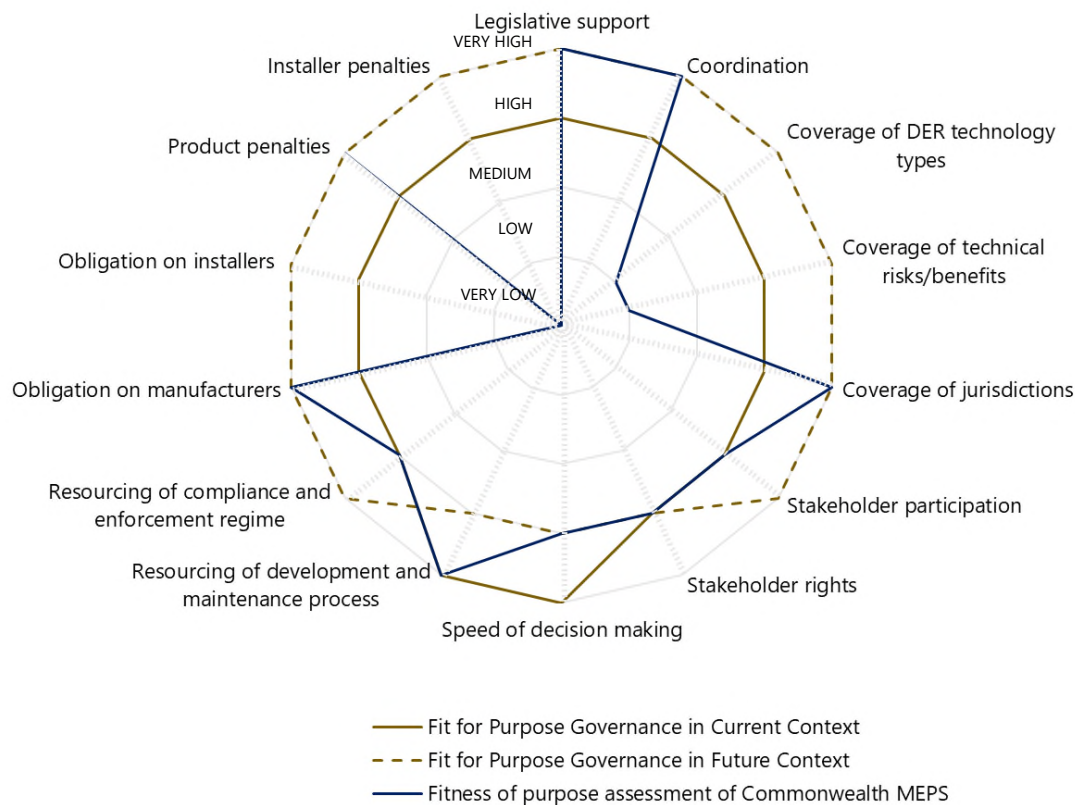 Legislative support
VERY HIGH
Installer penalties
Coordination
HIGH
Coverage of DER technology
types
Product penalties
MEDIUM
LOW
Obligation on installers
Coverage of technical
risks/benefits
VERY LOW
Obligation on manufacturers
Coverage of jurisdictions
Resourcing of compliance and
enforcement regime
Stakeholder participation
Resourcing of development and
maintenance process
Stakeholder rights
Speed of decision making
Fit for Purpose Governance in Current Context
Fit for Purpose Governance in Future Context
Fitness of purpose assessment of Commonwealth MEPS